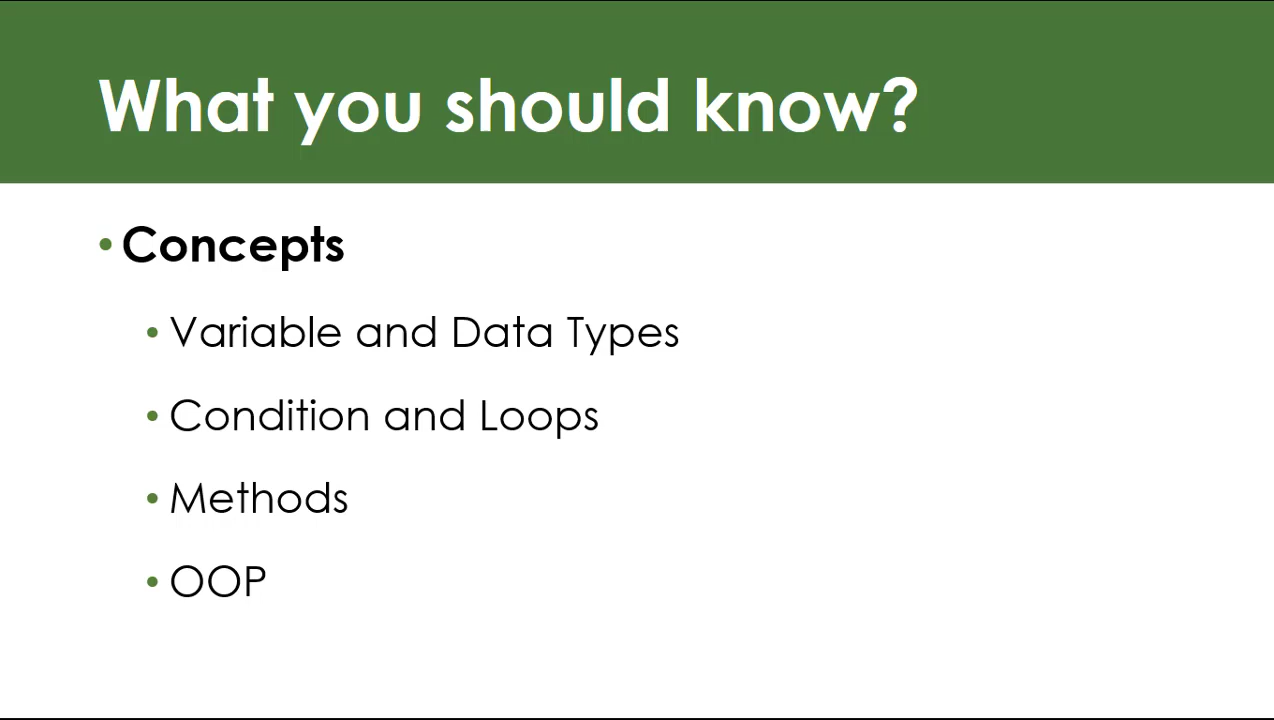 What you should know?
• Concepts
• Variable and Data Types
• Condition and Loops
• Methods
• OOP